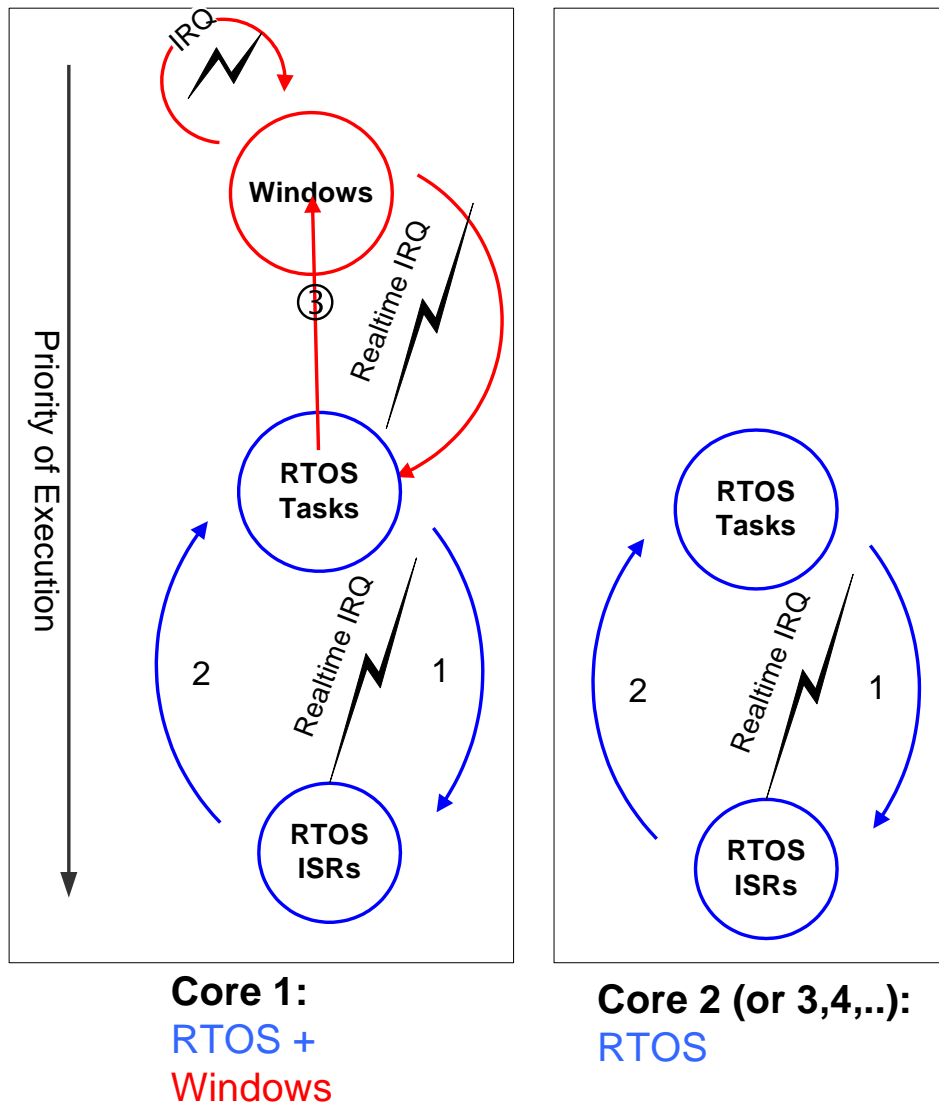 IRQ
Windows
Realtime IRQ
③
Priority of Execution
RTOS
Tasks
Realtime IRQ
2
1
RTOS
ISRs
Core 1:
RTOS +
Windows
RTOS
Tasks
Realtime IRQ
2
1
RTOS
ISRs
Core 2 (or 3,4,..):
RTOS